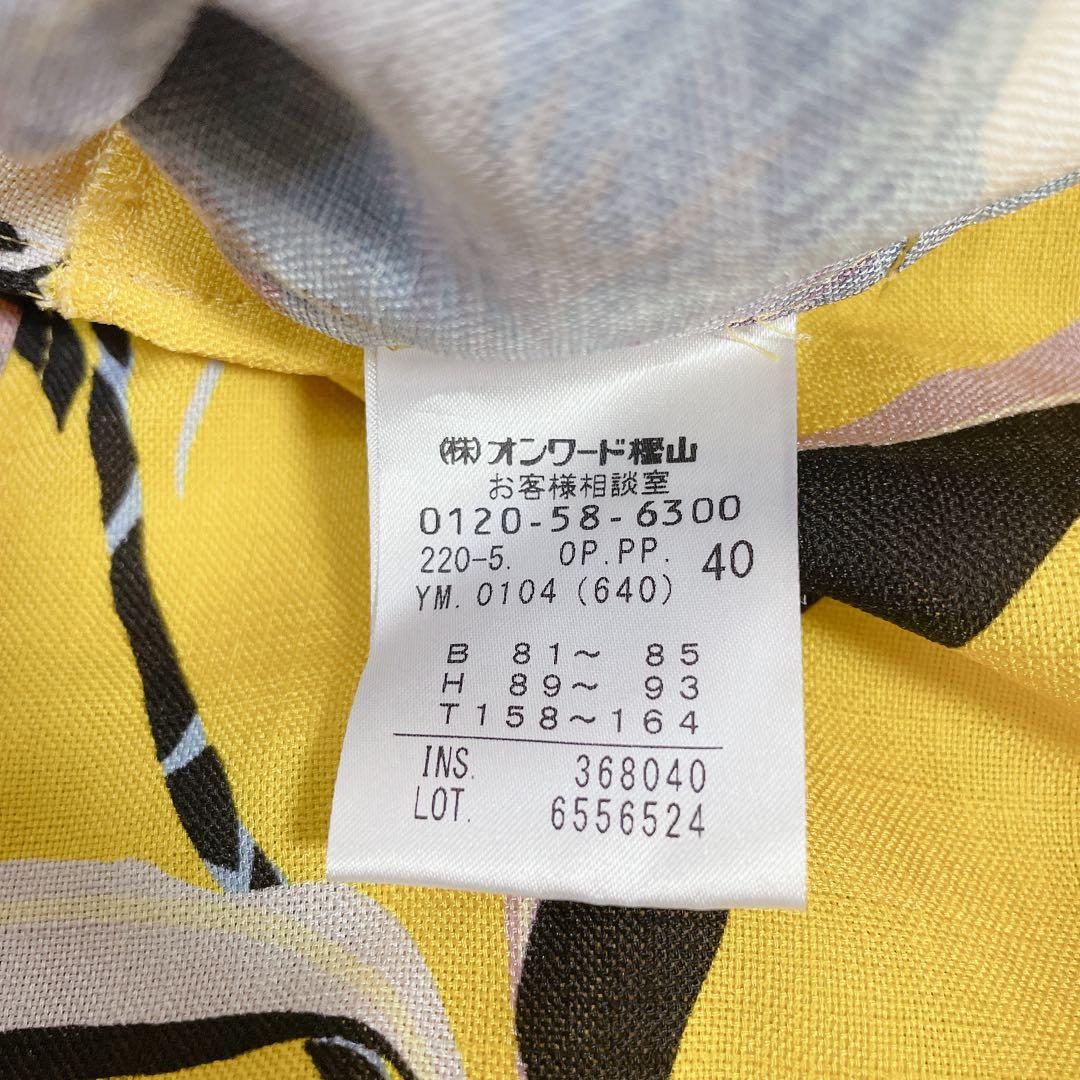 (株)オンワード樫山
お客様相談室
0120-58-6300
220-5. OP.PP. 40
YM. 0104 (640)
B 81～ 85
H 89～ 93
T158～164
INS. 368040
LOT. 6556524